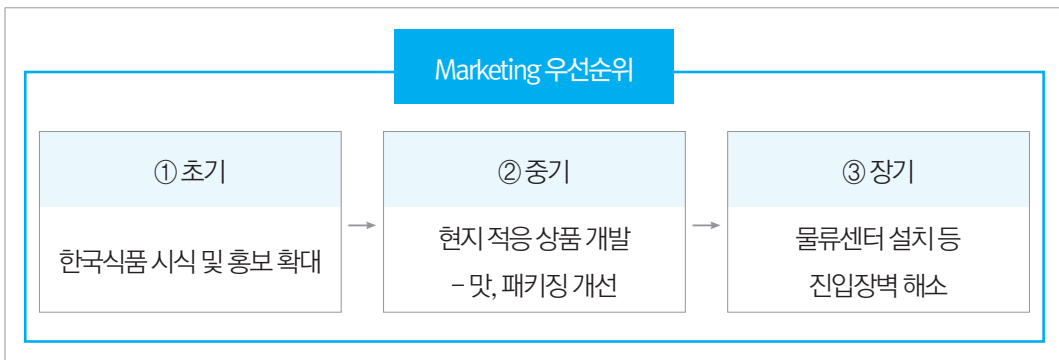 Marketing 우선순위
① 초기
한국식품 시식 및 홍보 확대
→
② 중기
현지 적응 상품 개발
– 맛, 패키징 개선
→
③ 장기
물류센터 설치 등
진입장벽 해소